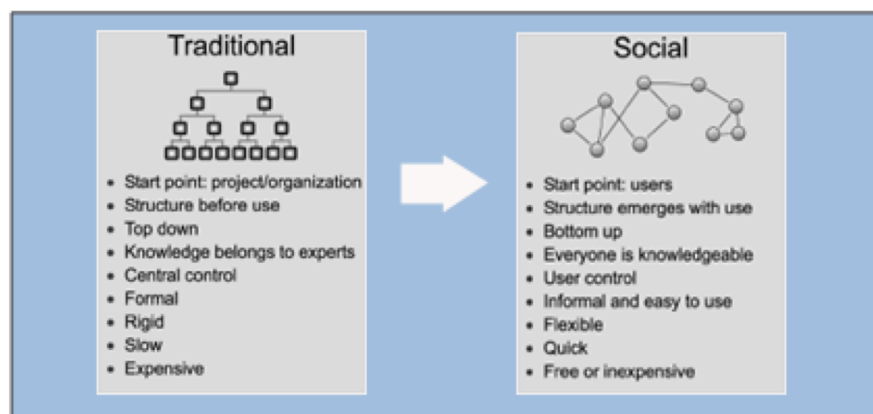 Traditional
• Start point: project/organization
• Structure before use
• Top down
• Knowledge belongs to experts
• Central control
• Formal
• Rigid
• Slow
• Expensive
Social
• Start point: users
• Structure emerges with use
• Bottom up
• Everyone is knowledgeable
• User control
• Informal and easy to use
• Flexible
• Quick
• Free or inexpensive